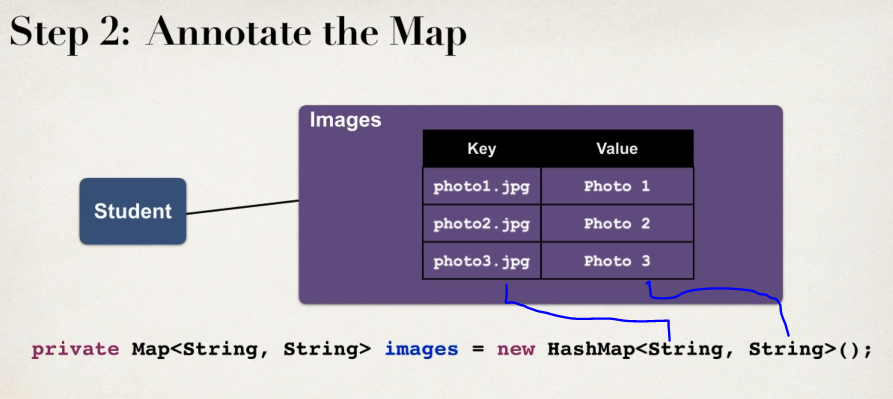 Step 2: Annotate the Map
Images
Key Value
photo1.jpg Photo 1
Student
photo2.jpg Photo 2
photo3.jpg Photo 3
private Map<String, String> images = new HashMap<String, String>();